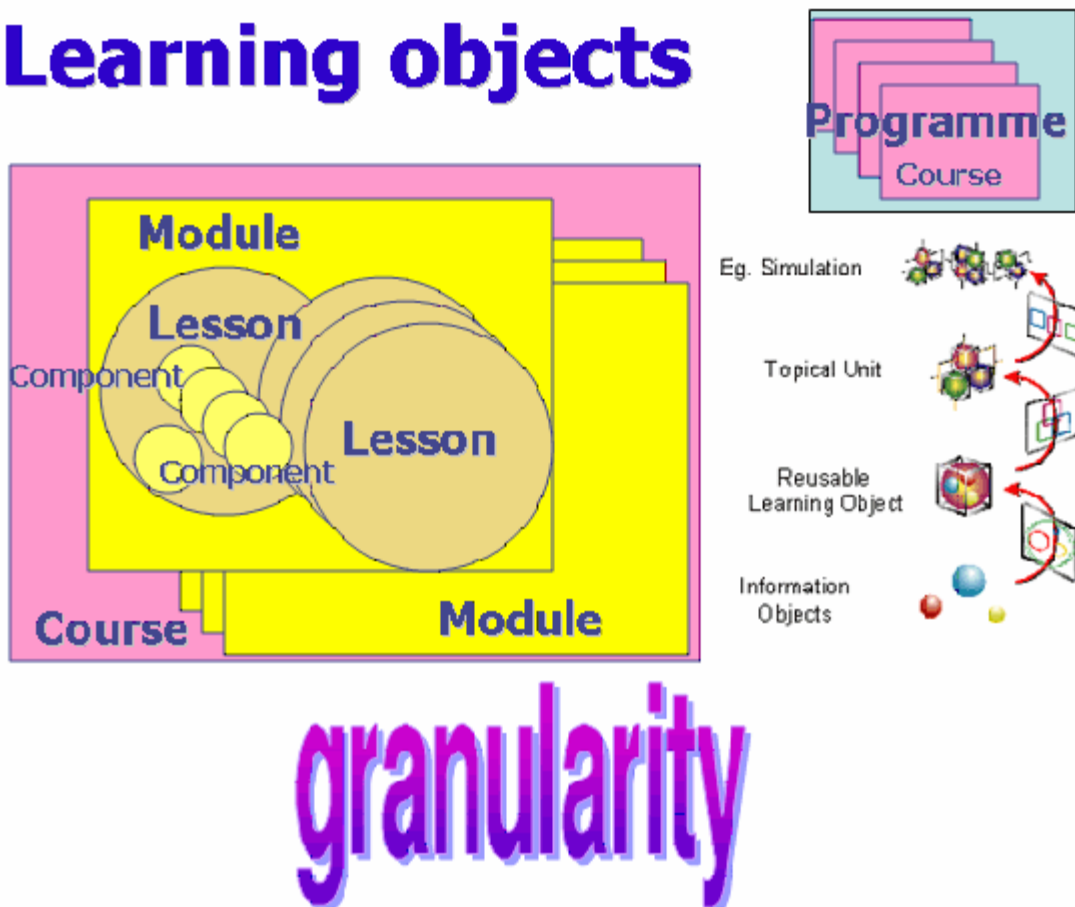 Learning objects
Programme
Course
Module
Lesson
Component
Component
Lesson
Course
Module
Eg. Simulation
Topical Unit
Reusable
Learning Object
Information
Objects
granularity